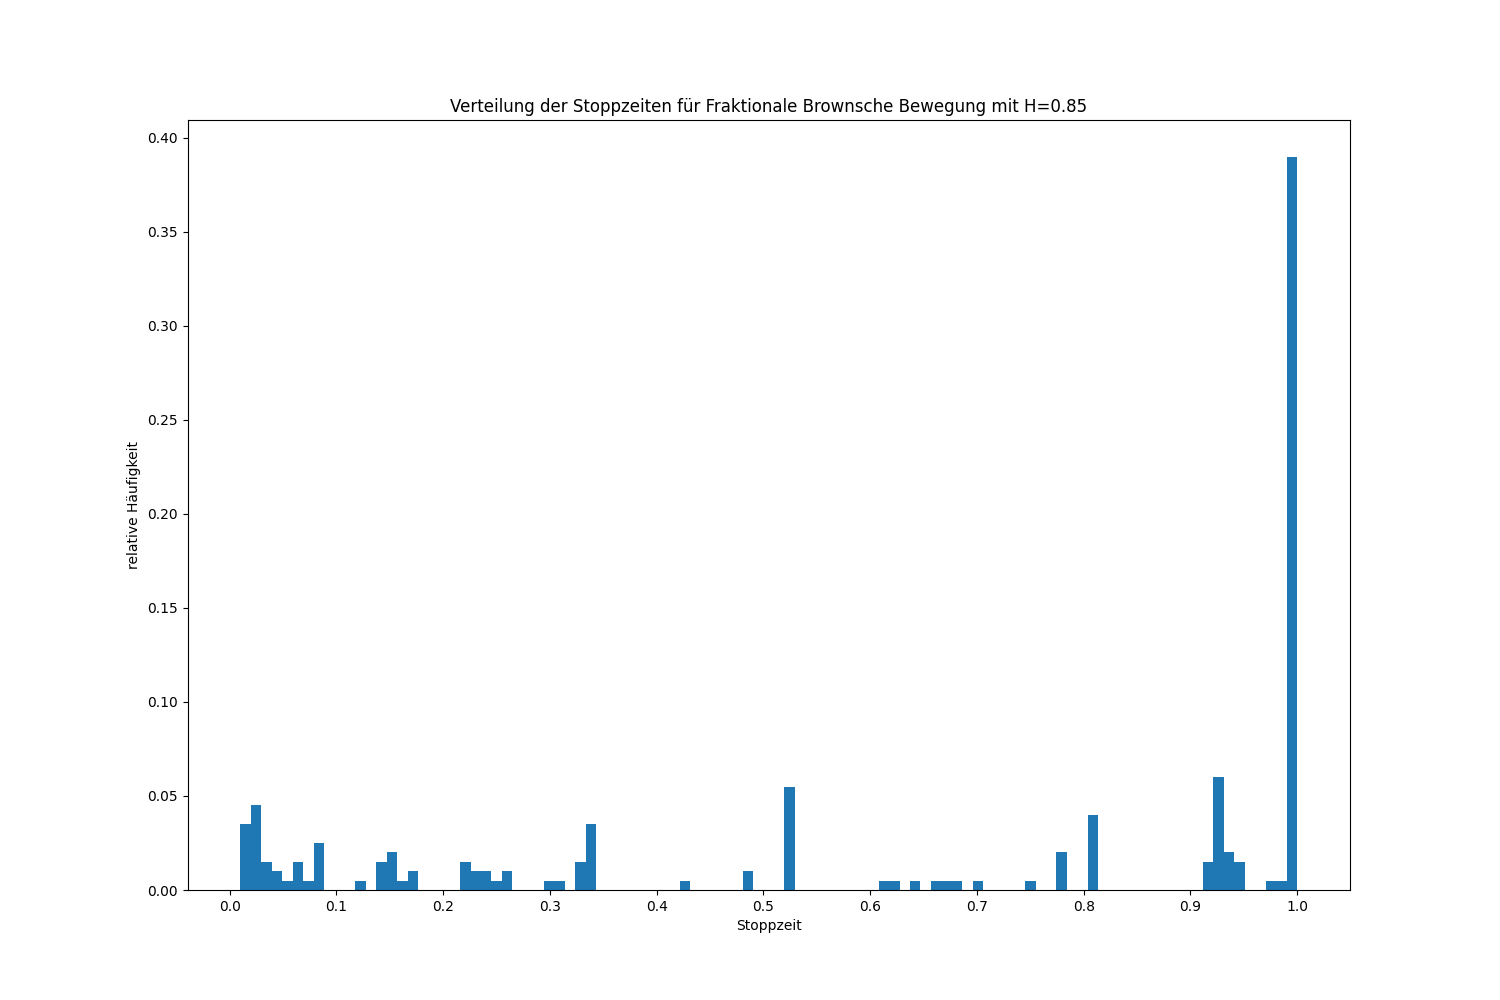 Verteilung der Stoppzeiten für Fraktionale Brownsche Bewegung mit H=0.85
0.40
0.35
0.30
0.25
0.20
0.15
0.10
0.05
0.00
relative Häufigkeit
0.0 0.1 0.2 0.3 0.4 0.5 0.6 0.7 0.8 0.9 1.0
Stoppzeit